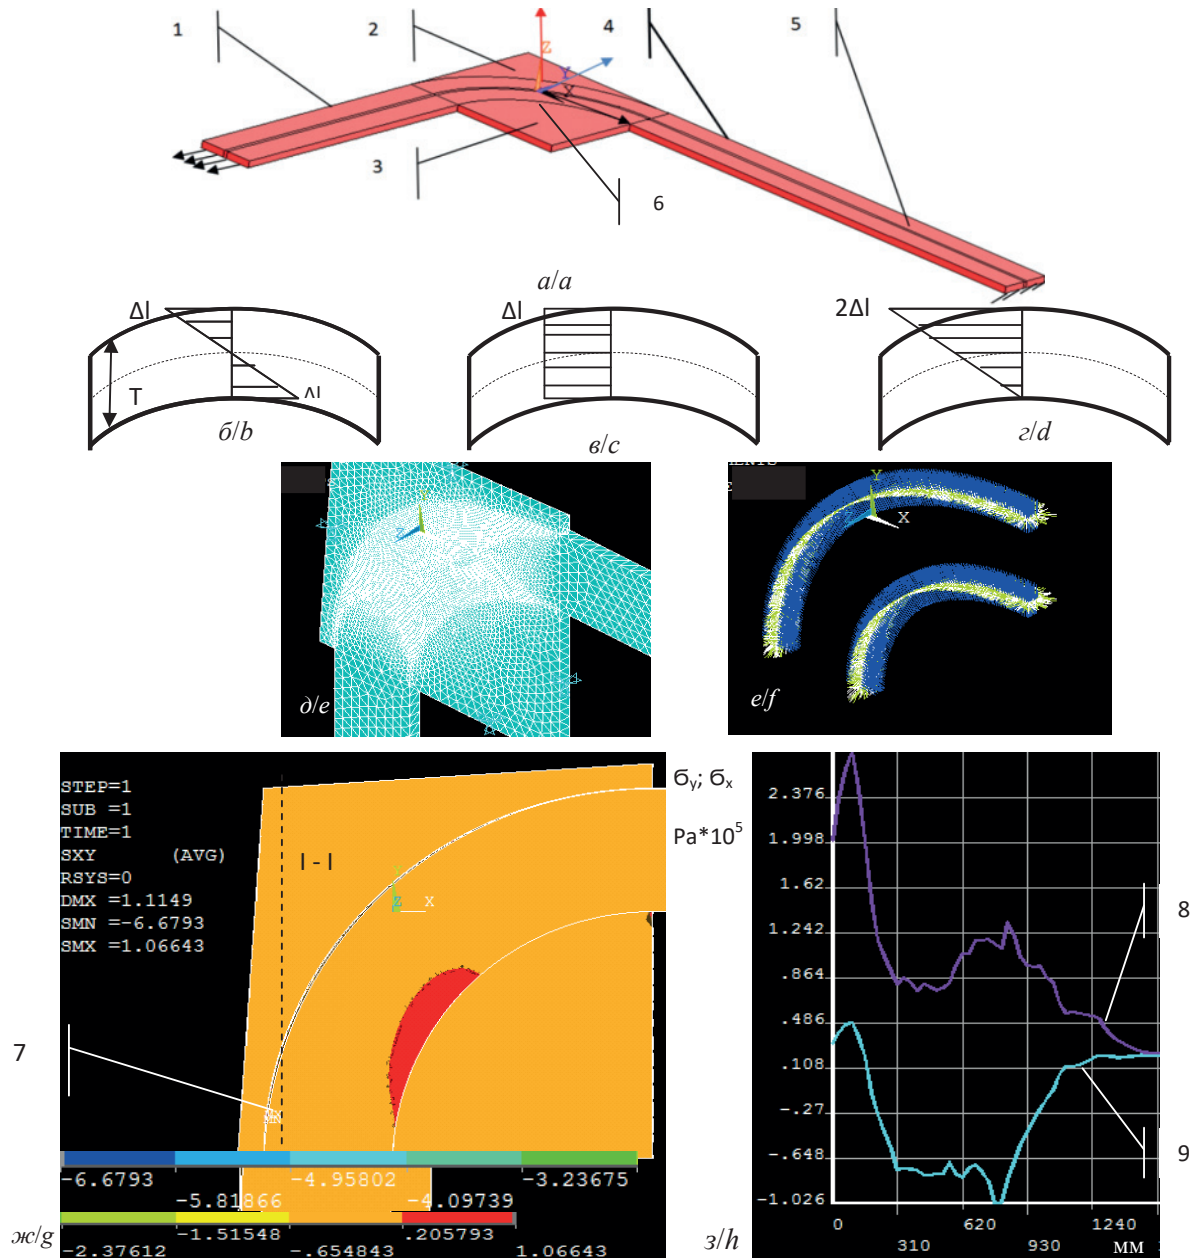 1
2
4
5
Z
Y
X
3
6
а/a
Δl
T
Δl
б/b
Δl
в/c
2Δl
г/d
Y
Z
д/e
X
е/f
STEP=1
SUB =1
TIME=1
SXY (AVG)
RSYS=0
DMX =1.1149
SMN =-6.6793
SMX =1.06643
I - I
Y
Z X
7
MN
-6.6793 -4.95802 -3.23675
-5.81866 -4.09739
-1.51548 .205793
-2.37612 -.654843 1.06643
ж/g
б_y; б_x
Pa*10^5
2.376
1.998
1.62
1.242
.864
.486
.108
-.27
-.648
-1.026
0 620 1240
310 930 мм
8
9
з/h